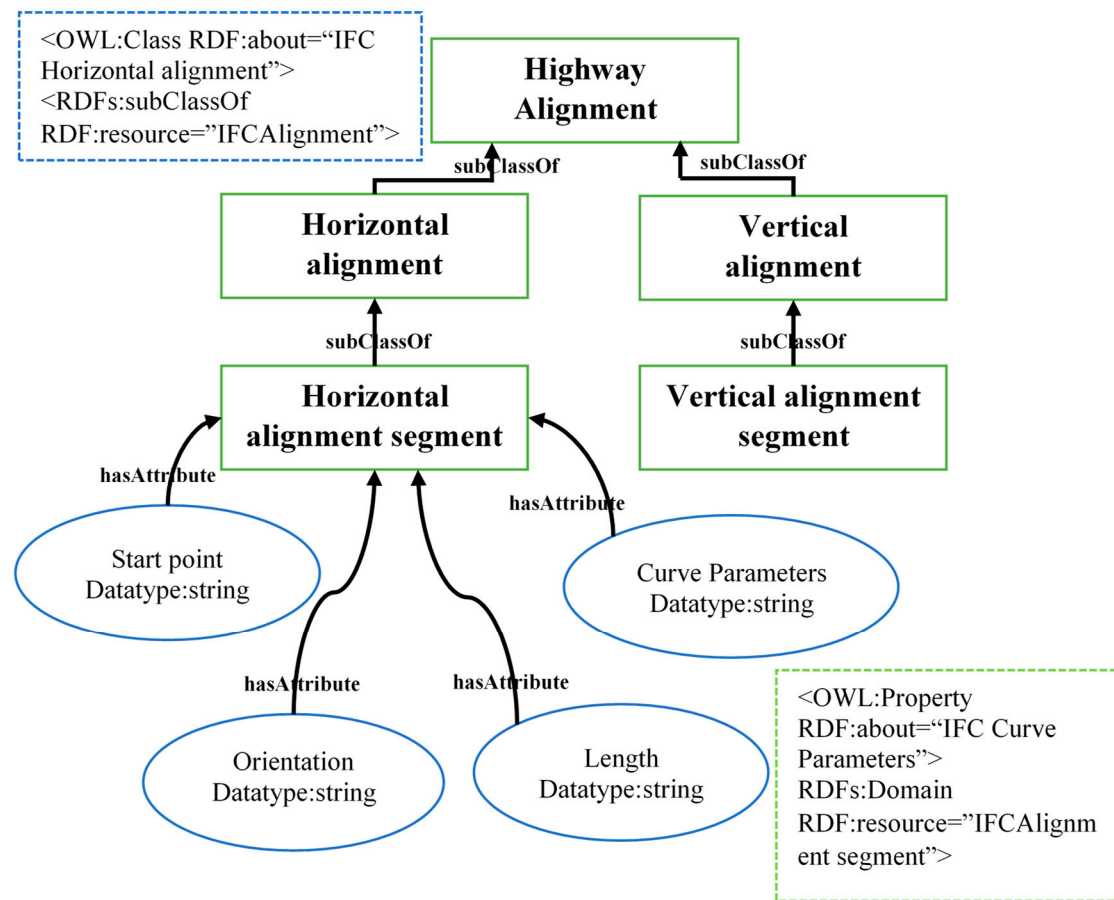 <OWL:Class RDF:about=“IFC
Horizontal alignment”>
<RDFs:subClassOf
RDF:resource=”IFCAlignment”>
Highway
Alignment
subClassOf
subClassOf
Horizontal
alignment
Vertical
alignment
subClassOf
subClassOf
Horizontal
alignment segment
Vertical alignment
segment
hasAttribute
hasAttribute
Start point
Datatype:string
Curve Parameters
Datatype:string
hasAttribute
hasAttribute
Orientation
Datatype:string
Length
Datatype:string
<OWL:Property
RDF:about=“IFC Curve
Parameters”>
RDFs:Domain
RDF:resource=”IFCAlignm
ent segment”>